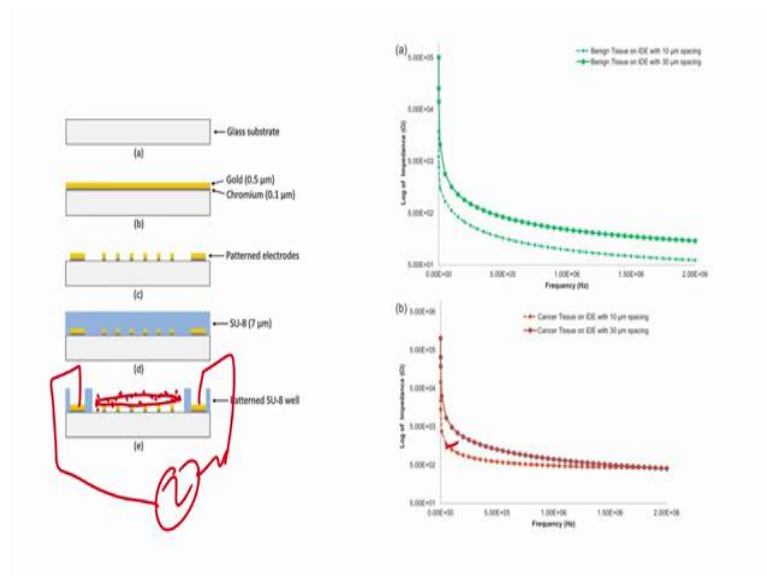 Glass substrate
(a)
Gold (0.5 μm)
Chromium (0.1 μm)
(b)
Patterned electrodes
(c)
SU-8 (7 μm)
(d)
Patterned SU-8 well
(e)
(a)
Benign Tissue on IDE with 10 μm spacing
Benign Tissue on IDE with 30 μm spacing
5.00E+05
5.00E+04
5.00E+03
5.00E+02
5.00E+01
Log of Impedance (Ω)
0.00E+00 5.00E+05 1.00E+06 1.50E+06 2.00E+06
Frequency (Hz)
(b)
Cancer Tissue on IDE with 10 μm spacing
Cancer Tissue on IDE with 30 μm spacing
5.00E+06
5.00E+05
5.00E+04
5.00E+03
5.00E+02
5.00E+01
Log of Impedance (Ω)
0.00E+00 5.00E+05 1.00E+06 1.50E+06 2.00E+06
Frequency (Hz)